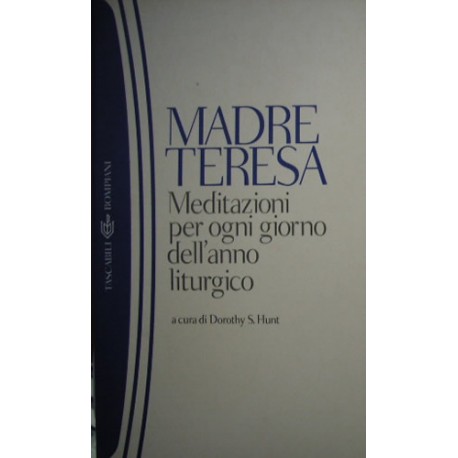 MADRE
TERESA
Meditazioni
per ogni giorno
dell'anno
liturgico
a cura di Dorothy S. Hunt
TASCABILI BOMPIANI